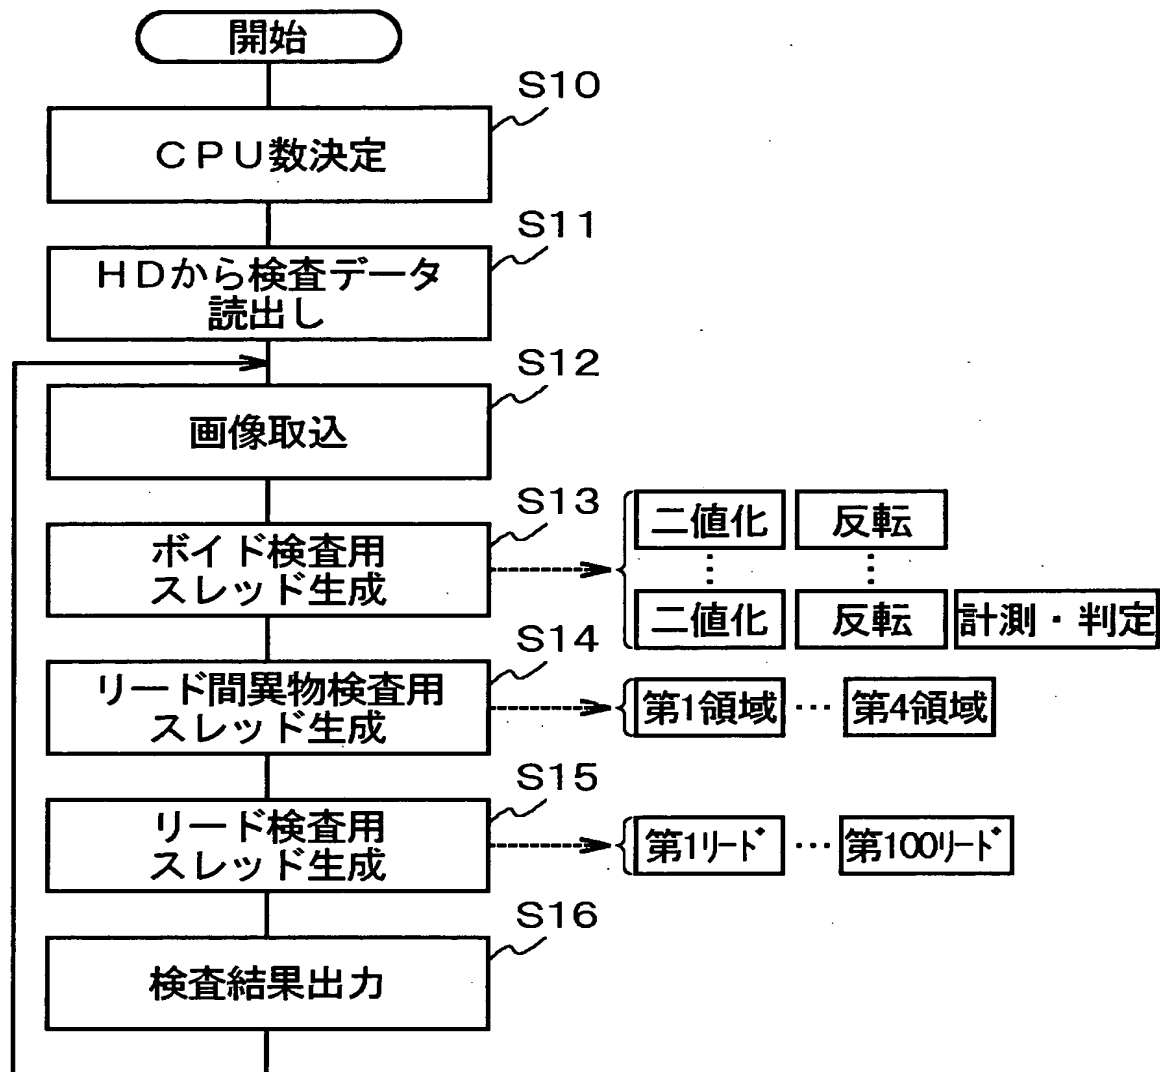 開始
S10
CPU数決定
S11
HDから検査データ
読出し
S12
画像取込
S13
ボイド検査用
スレッド生成
二値化 反転
⋮ ⋮
二値化 反転 計測・判定
S14
リード間異物検査用
スレッド生成
第1領域 … 第4領域
S15
リード検査用
スレッド生成
第1リード … 第100リード
S16
検査結果出力